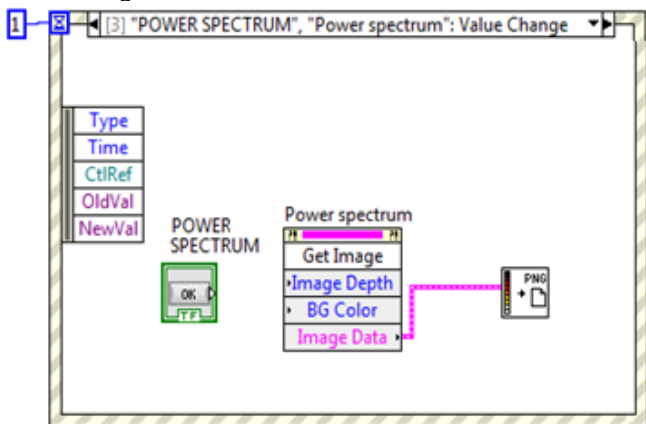 1
[3] "POWER SPECTRUM", "Power spectrum": Value Change
Type
Time
CtlRef
OldVal
NewVal
POWER
SPECTRUM
OK
TF
Power spectrum
Get Image
Image Depth
BG Color
Image Data
PNG